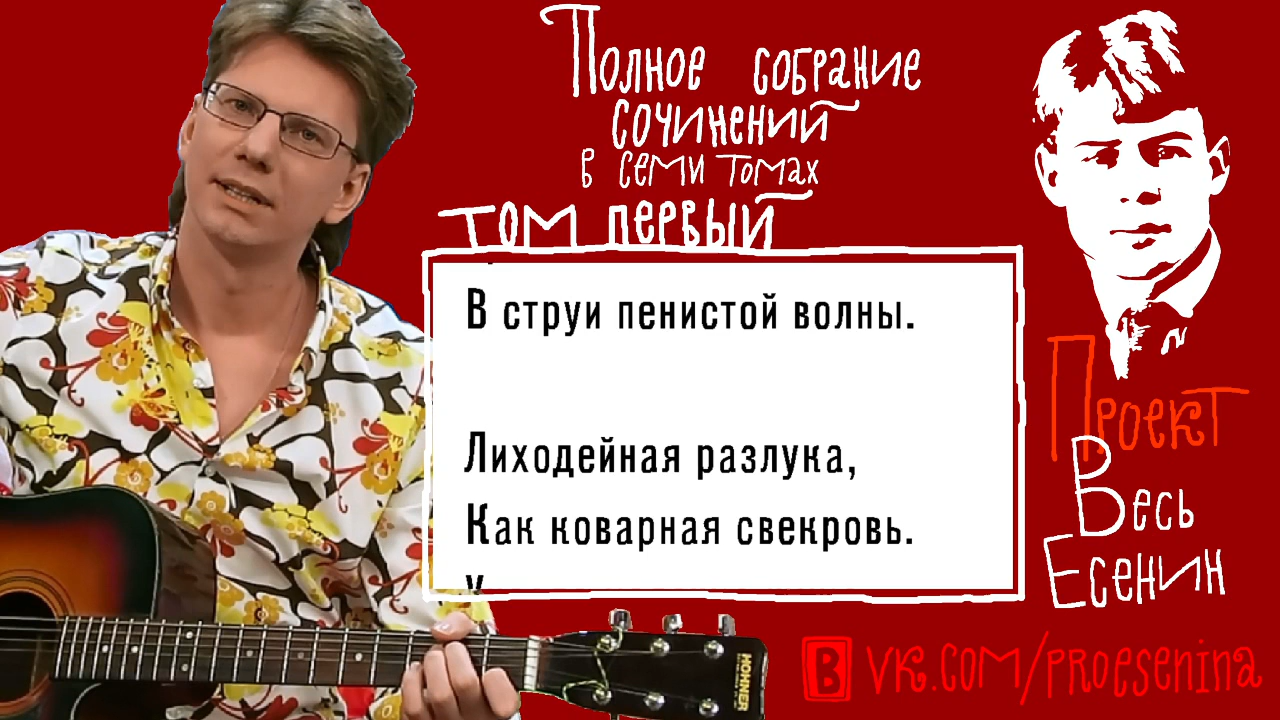 Полное собрание
сочинений
в семи томах
том первый
В струи пенистой волны.
Лиходейная разлука,
Как коварная свекровь.
Проект
Весь
Есенин
В vk.com/proesenina
HOHNER